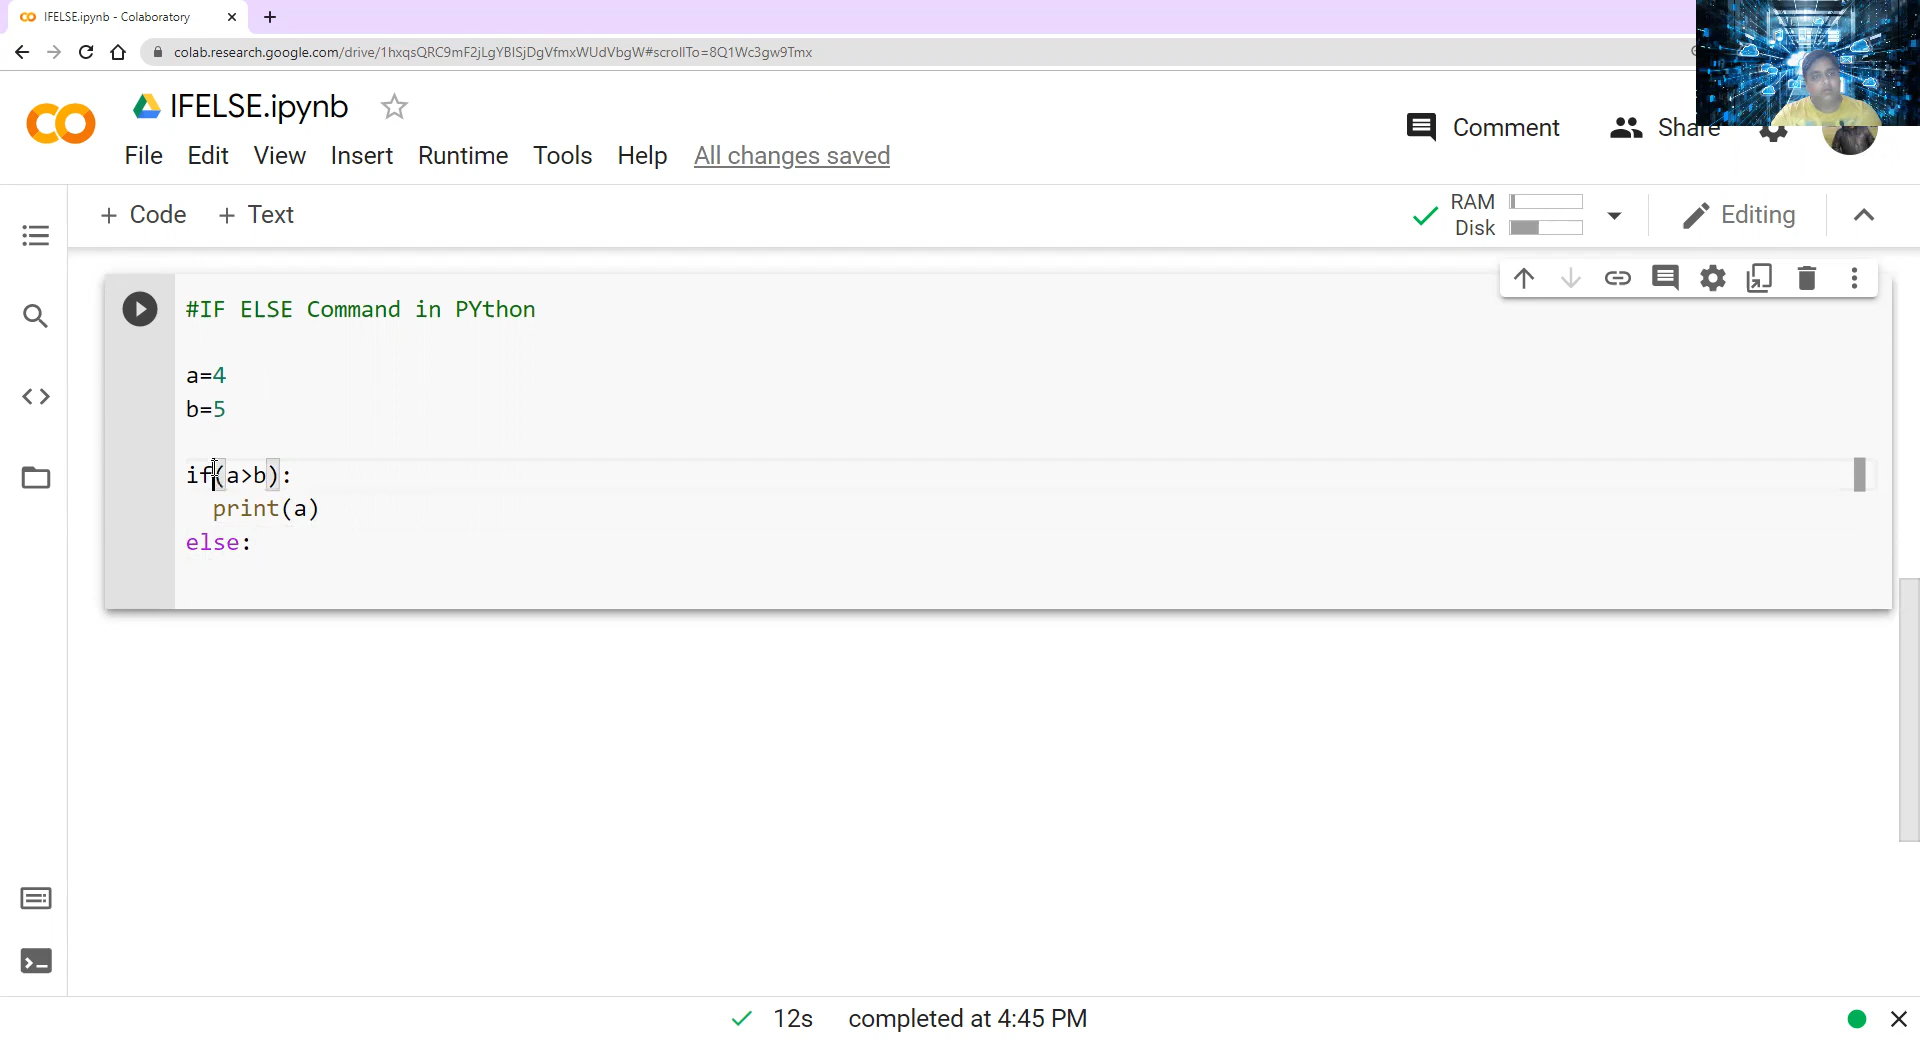 IFELSE.ipynb - Colaboratory
colab.research.google.com/drive/1hxqsQRC9mF2jLgYBISjDgVfmxWUdVbgW#scrollTo=8Q1Wc3gw9Tmx
IFELSE.ipynb
Comment Share
File Edit View Insert Runtime Tools Help All changes saved
+ Code + Text
RAM
Disk
Editing
#IF ELSE Command in PYthon
a=4
b=5
if(a>b):
print(a)
else:
12s completed at 4:45 PM